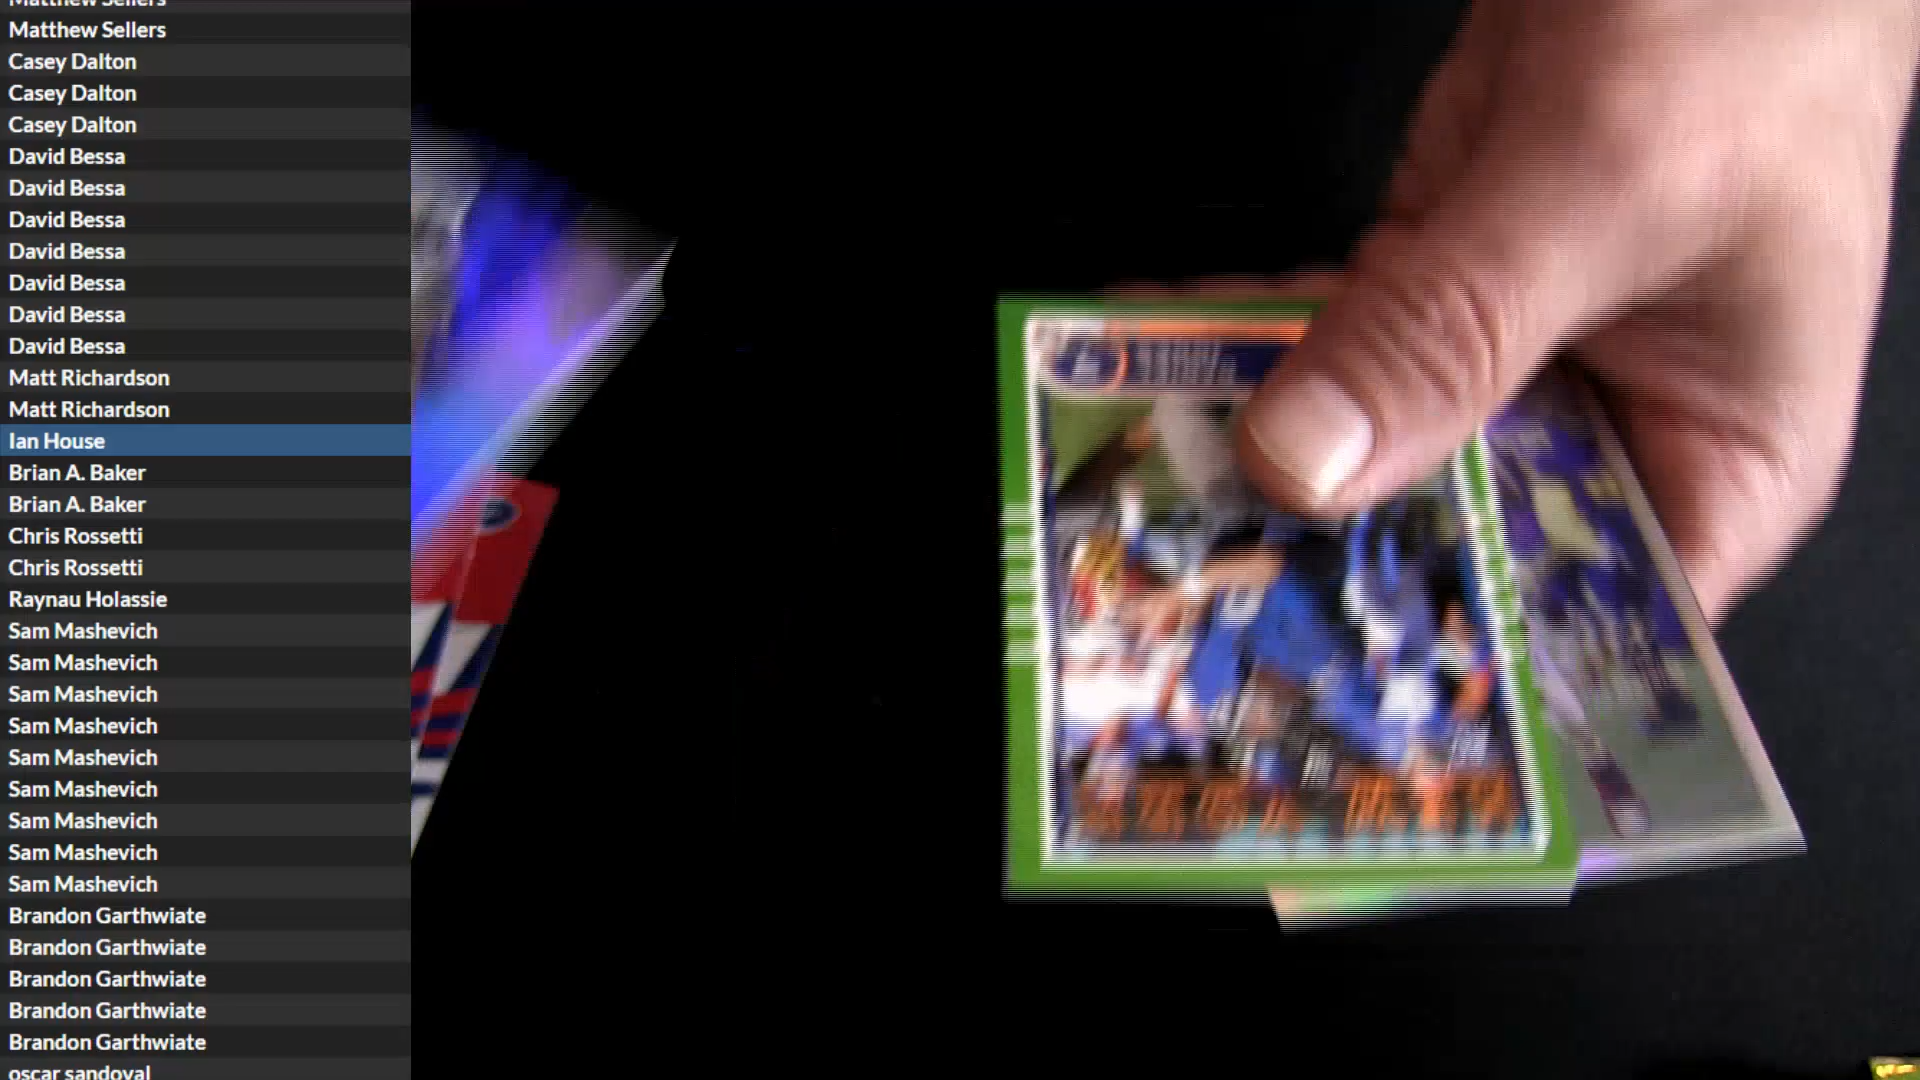 Matthew Sellers
Matthew Sellers
Casey Dalton
Casey Dalton
Casey Dalton
David Bessa
David Bessa
David Bessa
David Bessa
David Bessa
David Bessa
David Bessa
Matt Richardson
Matt Richardson
Ian House
Brian A. Baker
Brian A. Baker
Chris Rossetti
Chris Rossetti
Raynau Holassie
Sam Mashevich
Sam Mashevich
Sam Mashevich
Sam Mashevich
Sam Mashevich
Sam Mashevich
Sam Mashevich
Sam Mashevich
Sam Mashevich
Brandon Garthwiate
Brandon Garthwiate
Brandon Garthwiate
Brandon Garthwiate
Brandon Garthwiate
oscar sandoval